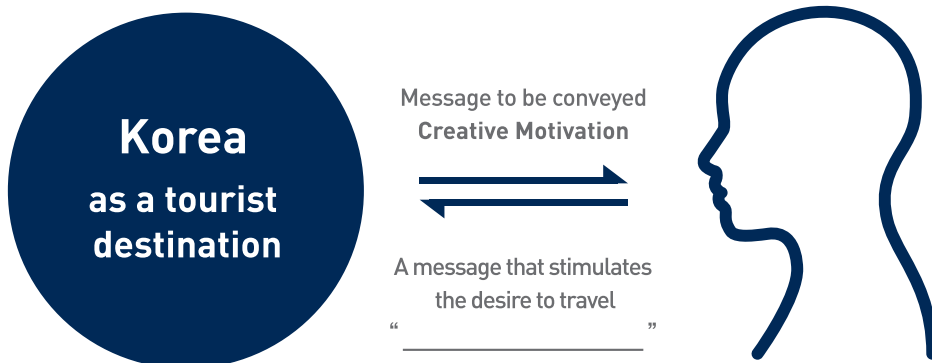 Korea
as a tourist
destination
Message to be conveyed
Creative Motivation
A message that stimulates
the desire to travel
“ ”